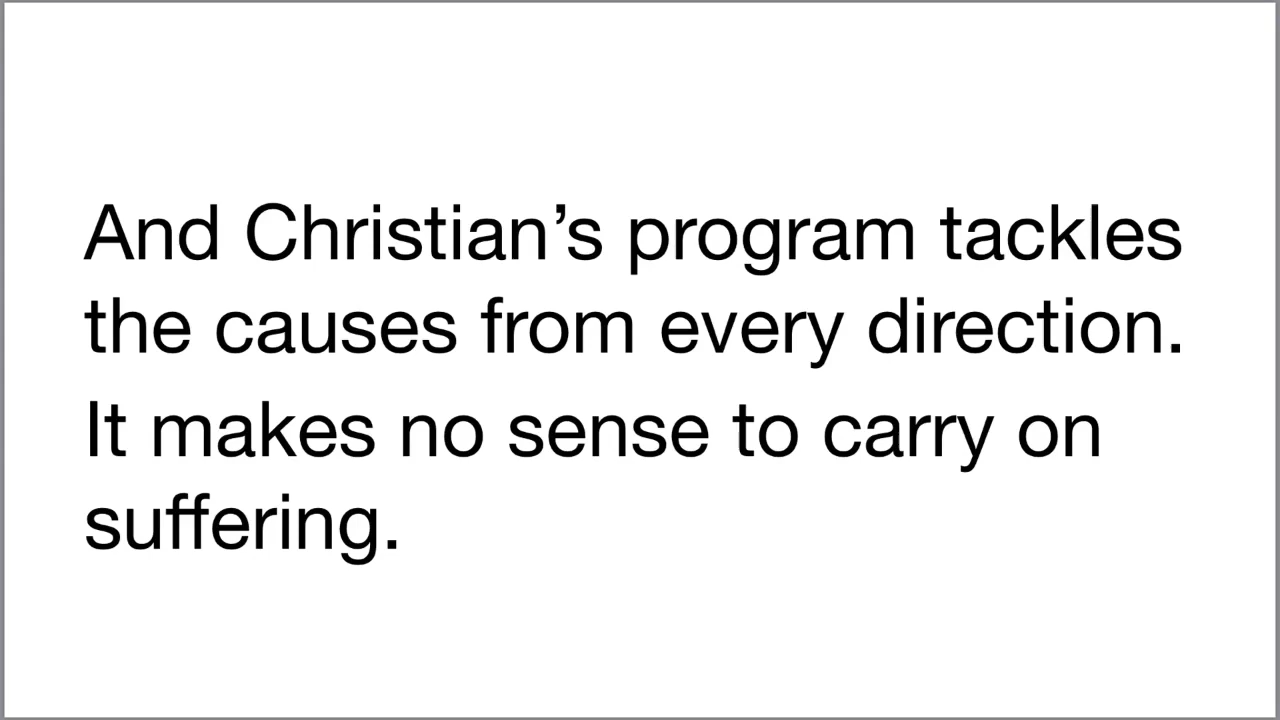 And Christian’s program tackles
the causes from every direction.
It makes no sense to carry on
suffering.